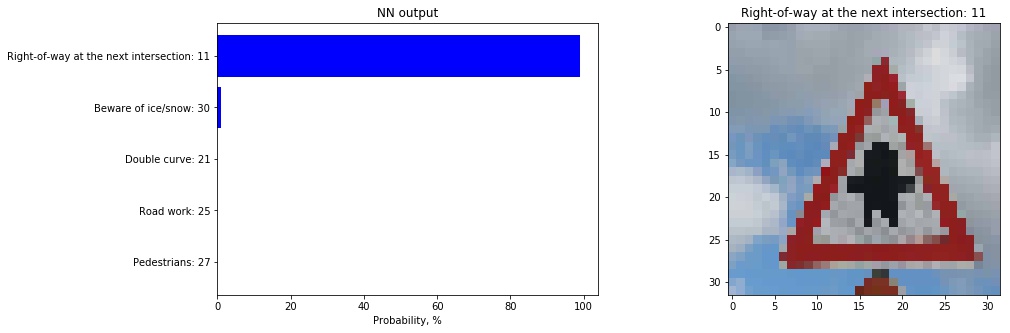 NN output
Right-of-way at the next intersection: 11
Beware of ice/snow: 30
Double curve: 21
Road work: 25
Pedestrians: 27
0 20 40 60 80 100
Probability, %
Right-of-way at the next intersection: 11
0
5
10
15
20
25
30
0 5 10 15 20 25 30